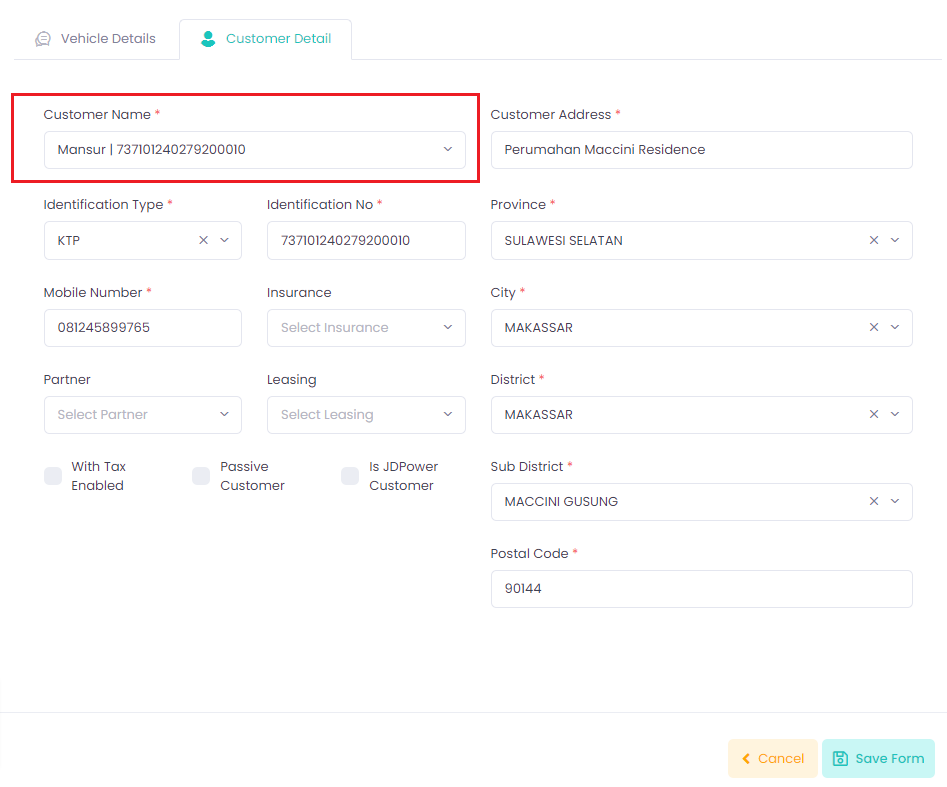 Vehicle Details
Customer Detail
Customer Name *
Mansur | 737101240279200010
Customer Address *
Perumahan Maccini Residence
Identification Type *
KTP
Identification No *
737101240279200010
Province *
SULAWESI SELATAN
Mobile Number *
081245899765
Insurance
Select Insurance
City *
MAKASSAR
Partner
Select Partner
Leasing
Select Leasing
District *
MAKASSAR
With Tax
Enabled
Passive
Customer
Is JDPower
Customer
Sub District *
MACCINI GUSUNG
Postal Code *
90144
Cancel
Save Form